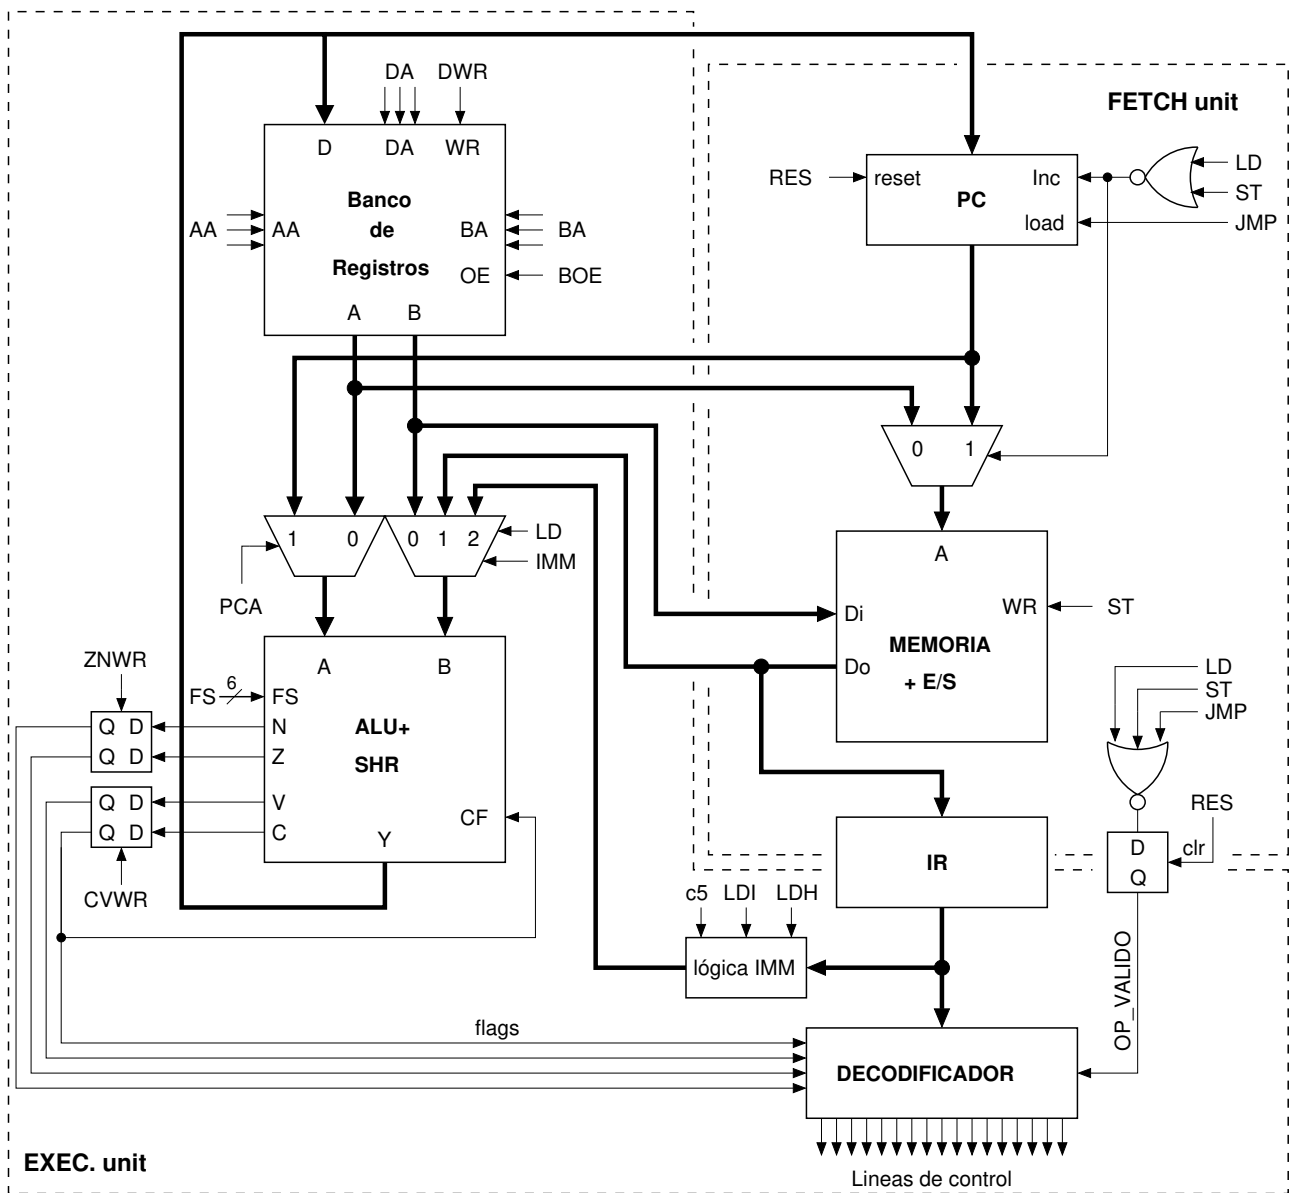 FETCH unit
DA
DWR
D
DA
WR
Banco
de
Registros
AA
AA
BA
BA
OE
BOE
A
B
RES
reset
Inc
PC
load
LD
ST
JMP
0
1
1
0
0
1
2
LD
IMM
PCA
A
Di
WR
ST
MEMORIA
Do
+ E/S
ZNWR
A
B
6
FS
FS
Q
D
N
ALU+
Q
D
Z
SHR
Q
D
V
Q
D
C
CF
Y
CVWR
LD
ST
JMP
RES
D
clr
Q
IR
c5
LDI
LDH
lógica IMM
OP_VALIDO
flags
DECODIFICADOR
EXEC. unit
Lineas de control